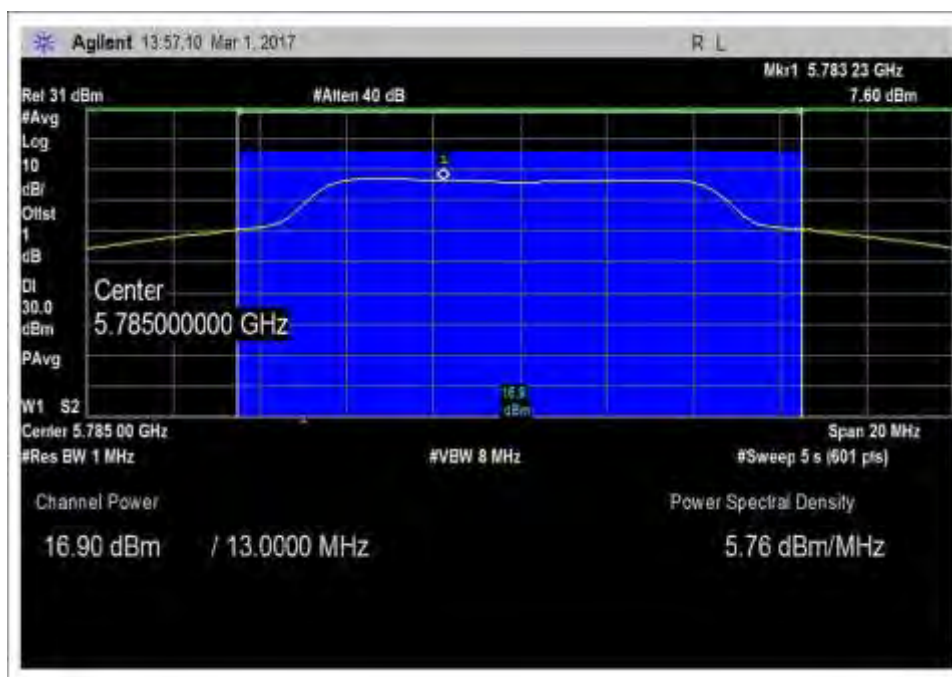 Agilent 13:57:10 Mar 1, 2017 R L
Mkr1 5.783 23 GHz
Ref 31 dBm #Atten 40 dB 7.60 dBm
#Avg
Log
10
dB/
Offst
1
dB
DI
30.0
dBm
PAvg
W1 S2
1
Center
5.785000000 GHz
16.9
dBm
Center 5.785 00 GHz Span 20 MHz
#Res BW 1 MHz #VBW 8 MHz #Sweep 5 s (601 pts)
Channel Power Power Spectral Density
16.90 dBm / 13.0000 MHz 5.76 dBm/MHz